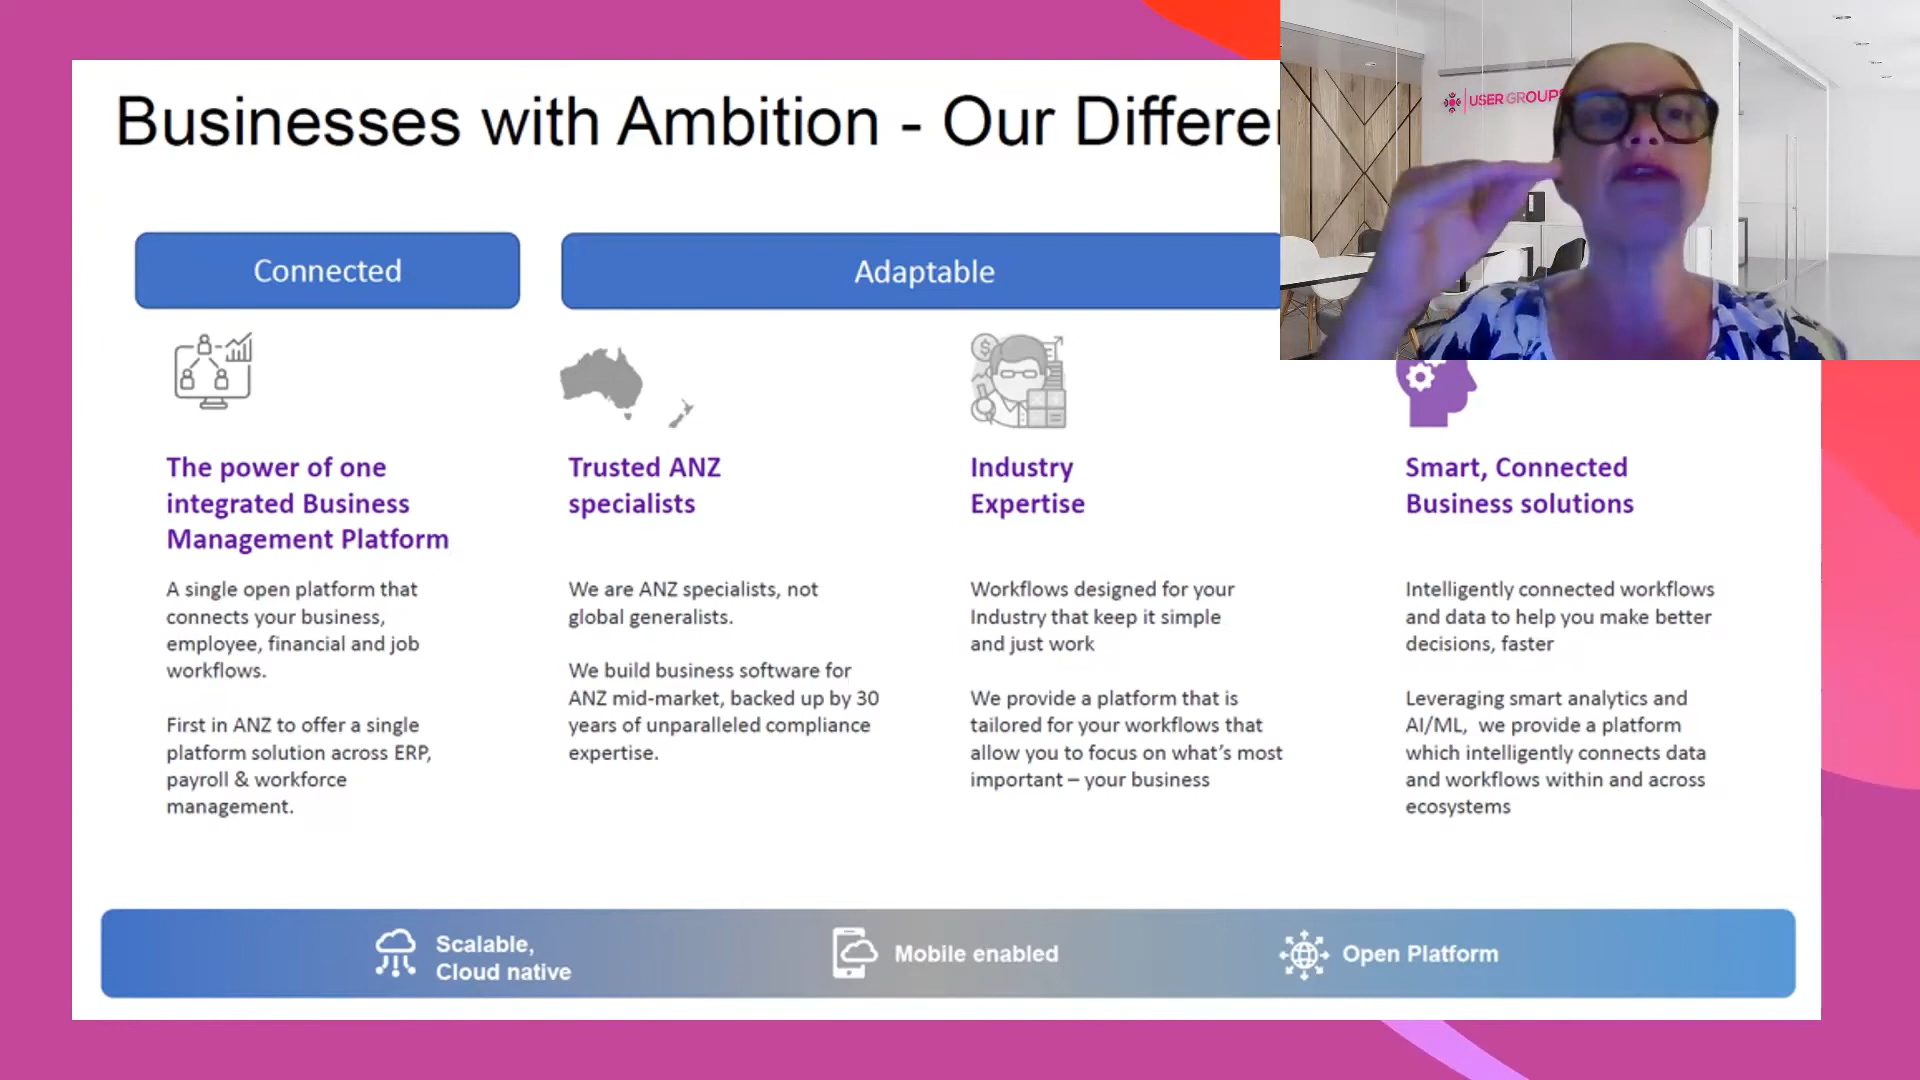 Businesses with Ambition - Our
USER GROUPS
Connected
Adaptable
The power of one
integrated Business
Management Platform
A single open platform that
connects your business,
employee, financial and job
workflows.
First in ANZ to offer a single
platform solution across ERP,
payroll & workforce
management.
Trusted ANZ
specialists
We are ANZ specialists, not
global generalists.
We build business software for
ANZ mid-market, backed up by 30
years of unparalleled compliance
expertise.
Industry
Expertise
Workflows designed for your
Industry that keep it simple
and just work
We provide a platform that is
tailored for your workflows that
allow you to focus on what’s most
important – your business
Smart, Connected
Business solutions
Intelligently connected workflows
and data to help you make better
decisions, faster
Leveraging smart analytics and
AI/ML, we provide a platform
which intelligently connects data
and workflows within and across
ecosystems
Scalable,
Cloud native
Mobile enabled
Open Platform